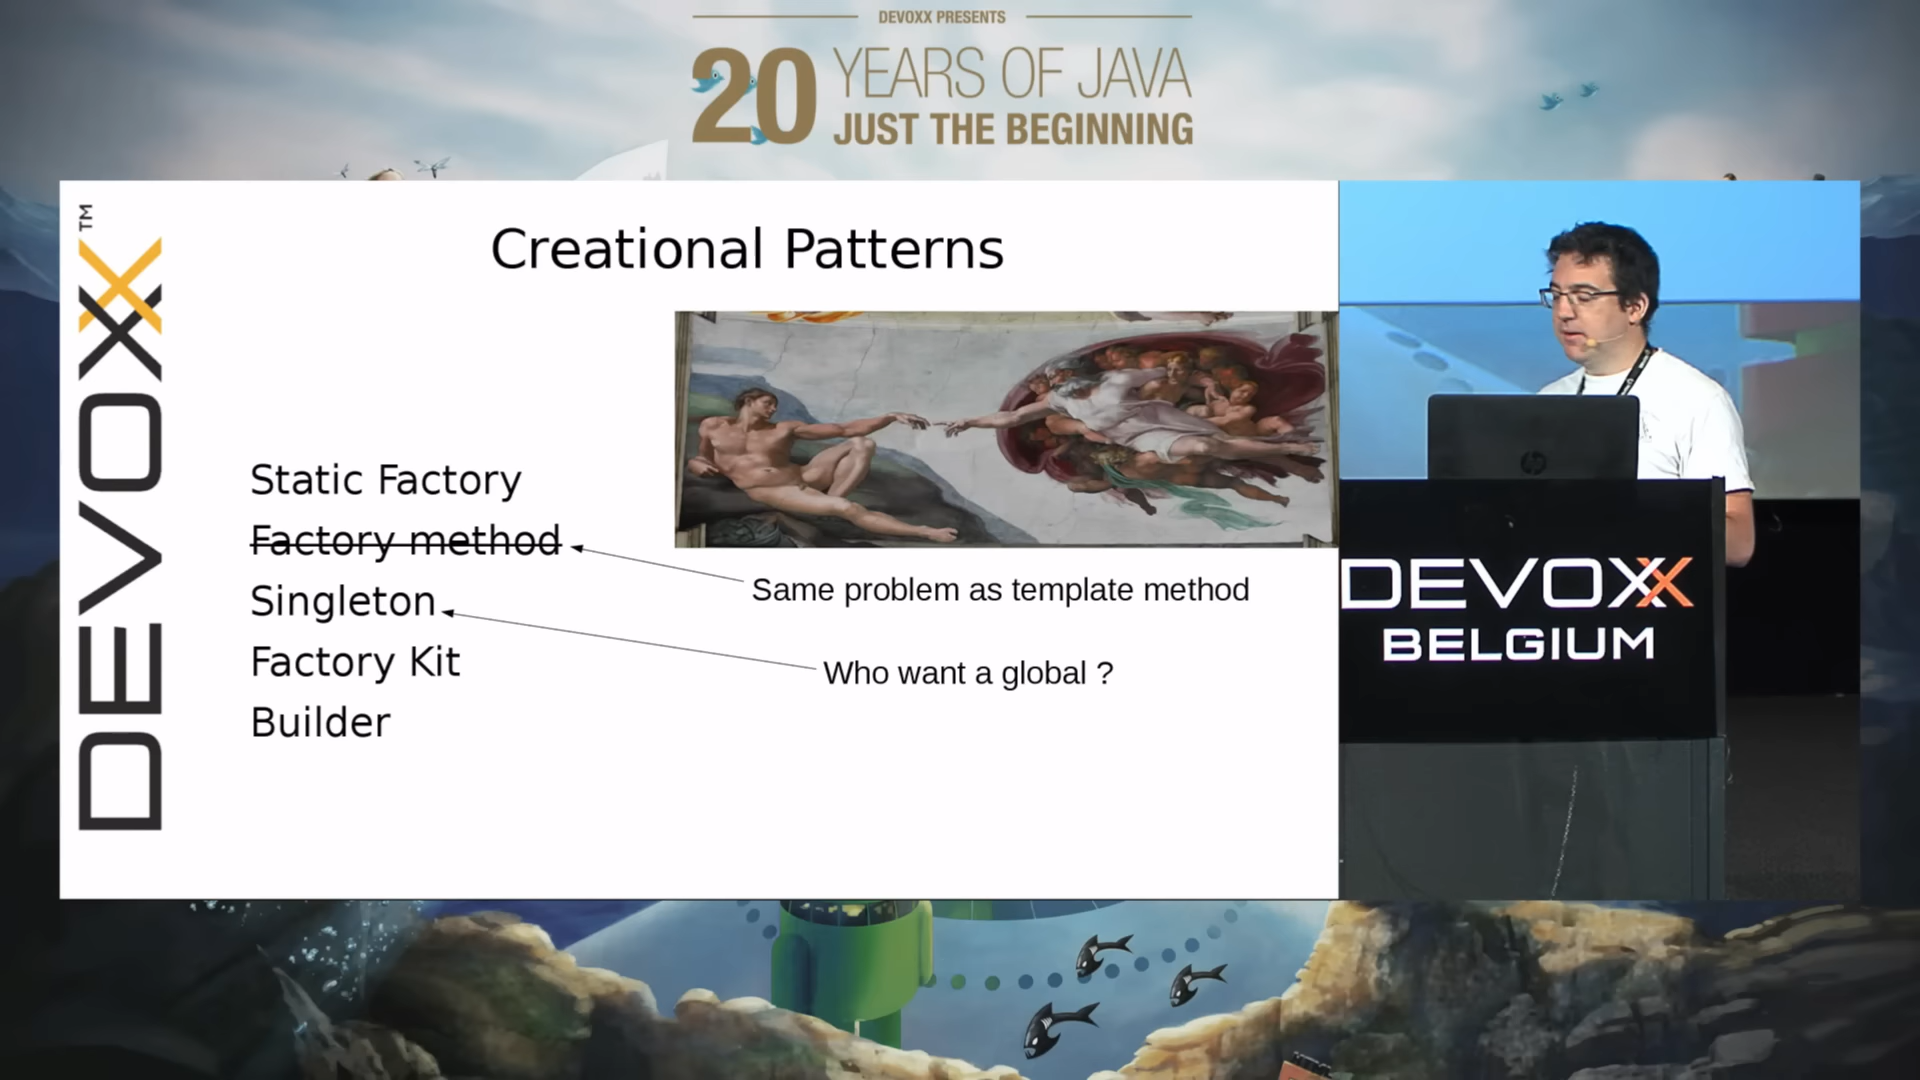 DEVOXX PRESENTS
20 YEARS OF JAVA
JUST THE BEGINNING
DEVOXX™
Creational Patterns
Static Factory
Factory method
Singleton
Factory Kit
Builder
Same problem as template method
Who want a global ?
hp
DEVOXX
BELGIUM